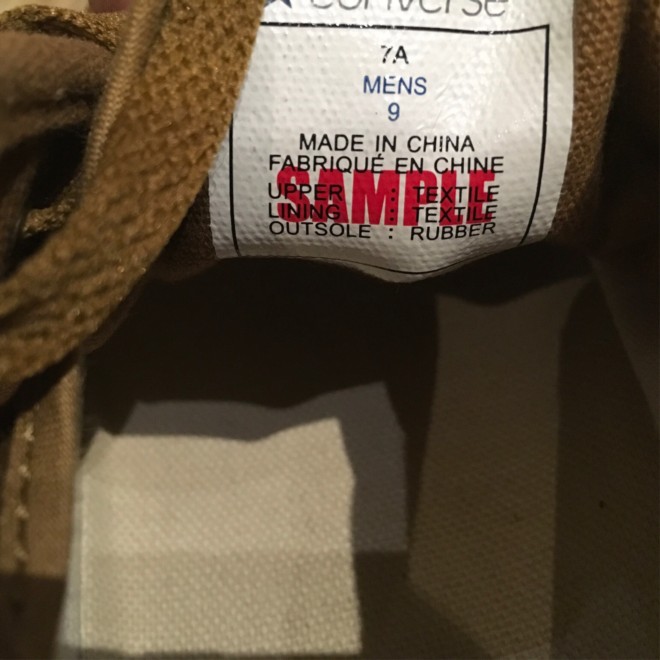 converse
7A
MENS
9
MADE IN CHINA
FABRIQUÉ EN CHINE
SAMPLE
UPPER : TEXTILE
LINING : TEXTILE
OUTSOLE : RUBBER